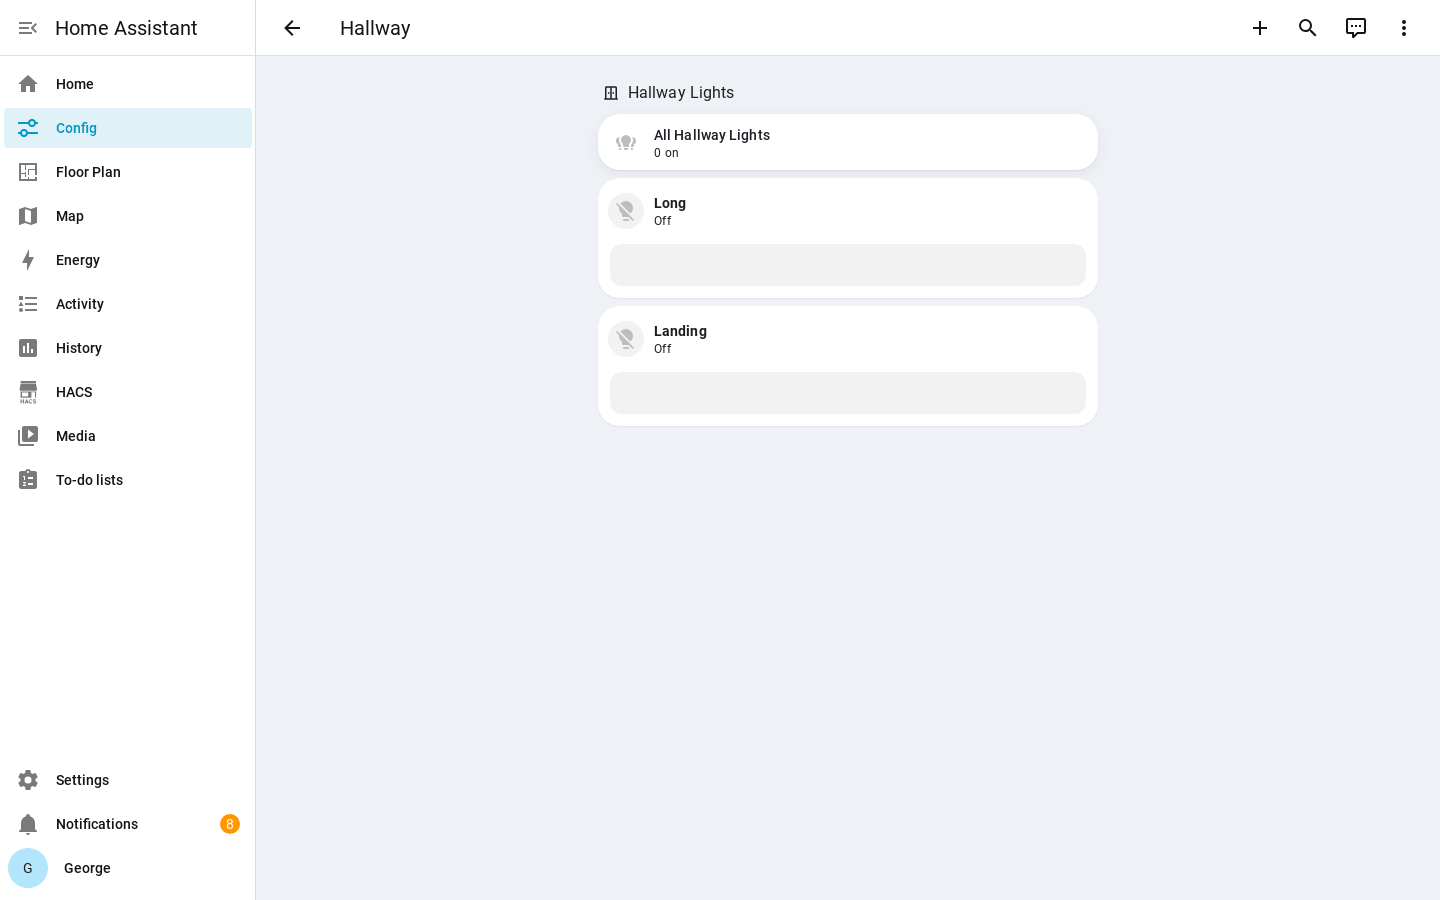 Home Assistant
Hallway
Home
Config
Floor Plan
Map
Energy
Activity
History
HACS
HACS
Media
To-do lists
Settings
Notifications
8
G
George
Hallway Lights
All Hallway Lights
0 on
Long
Off
Landing
Off